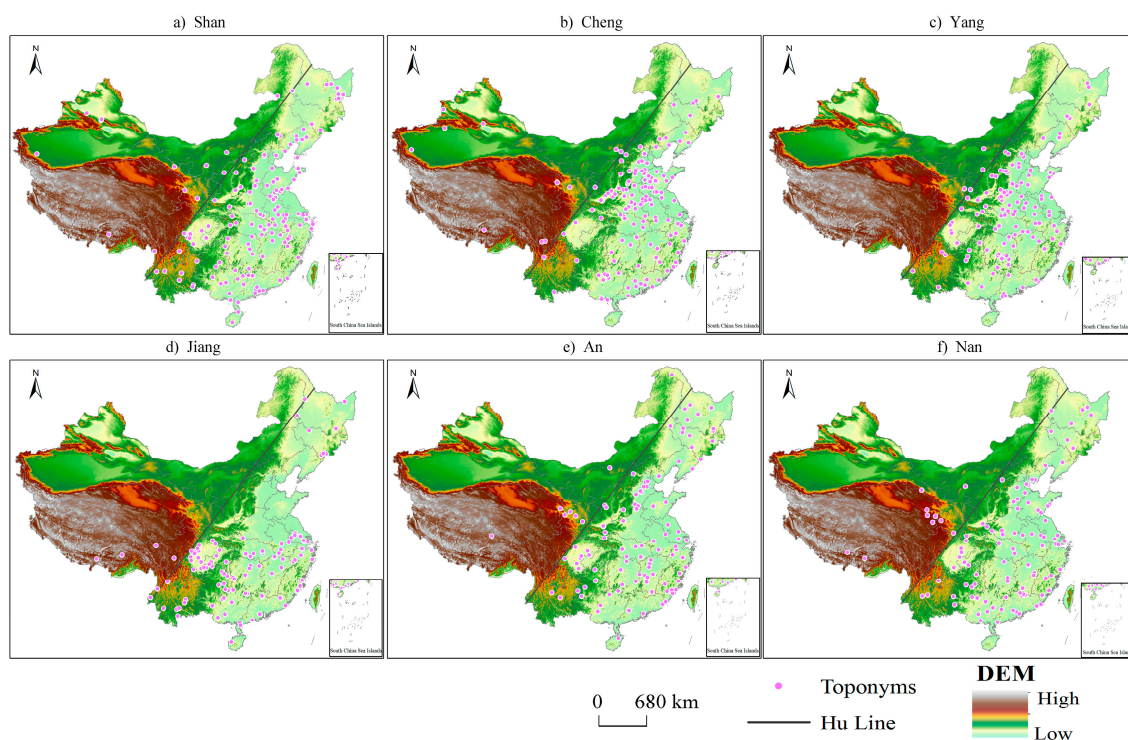 a) Shan
b) Cheng
c) Yang
N
N
N
South China Sea Islands
South China Sea Islands
South China Sea Islands
d) Jiang
e) An
f) Nan
N
N
N
South China Sea Islands
South China Sea Islands
South China Sea Islands
0 680 km
Toponyms
Hu Line
DEM
High
Low